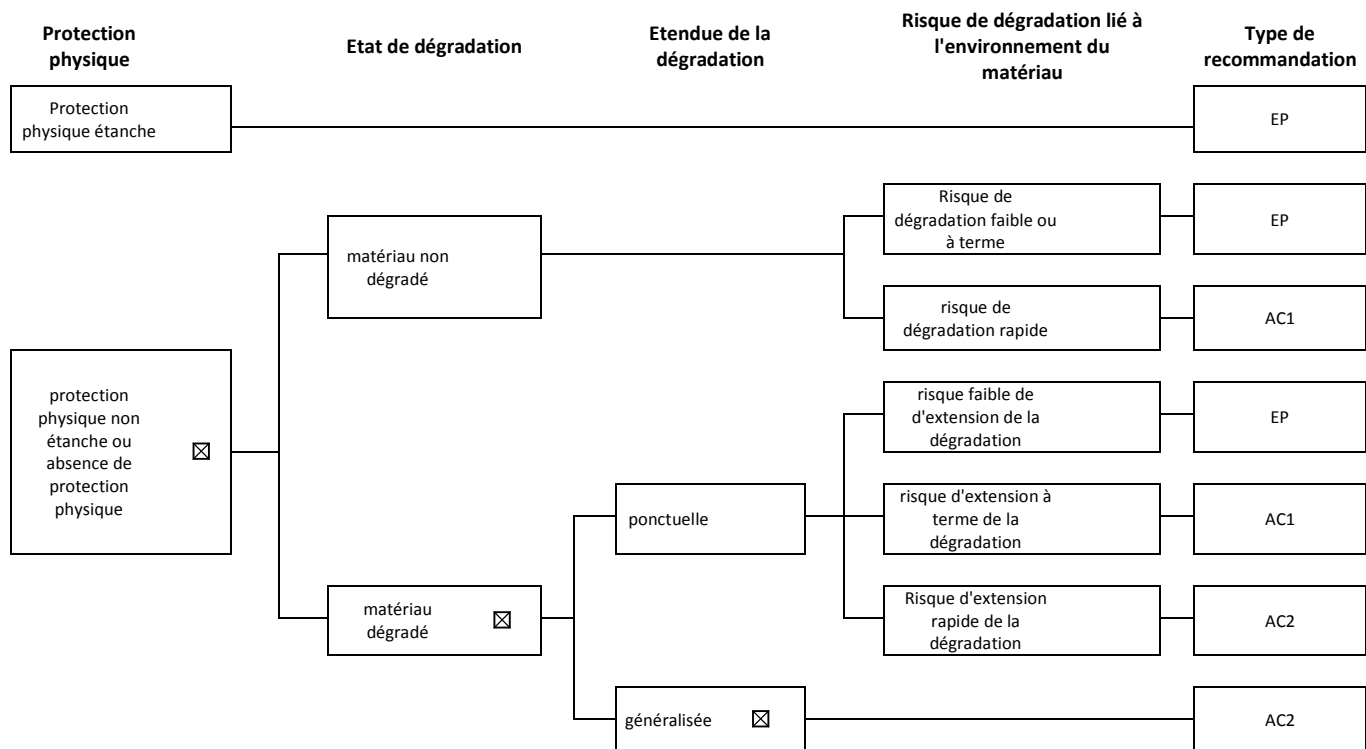 Protection
physique
Etat de dégradation
Etendue de la
dégradation
Risque de dégradation lié à
l'environnement du
matériau
Type de
recommandation
Protection
physique étanche
EP
matériau non
dégradé
Risque de
dégradation faible ou
à terme
EP
risque de
dégradation rapide
AC1
protection
physique non
étanche ou
absence de
protection
physique
☒
risque faible de
d'extension de la
dégradation
EP
ponctuelle
risque d'extension à
terme de la
dégradation
AC1
matériau
dégradé
☒
Risque d'extension
rapide de la
dégradation
AC2
généralisée ☒
AC2